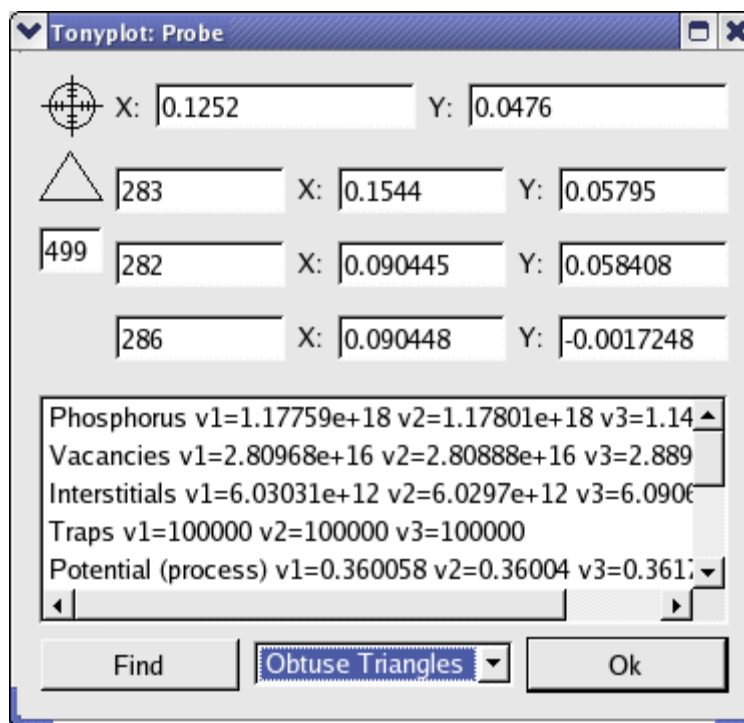 Tonyplot: Probe
X: 0.1252 Y: 0.0476
283 X: 0.1544 Y: 0.05795
499 282 X: 0.090445 Y: 0.058408
286 X: 0.090448 Y: -0.0017248
Phosphorus v1=1.17759e+18 v2=1.17801e+18 v3=1.14
Vacancies v1=2.80968e+16 v2=2.80888e+16 v3=2.889
Interstitials v1=6.03031e+12 v2=6.0297e+12 v3=6.0906
Traps v1=100000 v2=100000 v3=100000
Potential (process) v1=0.360058 v2=0.36004 v3=0.3617
Find Obtuse Triangles Ok